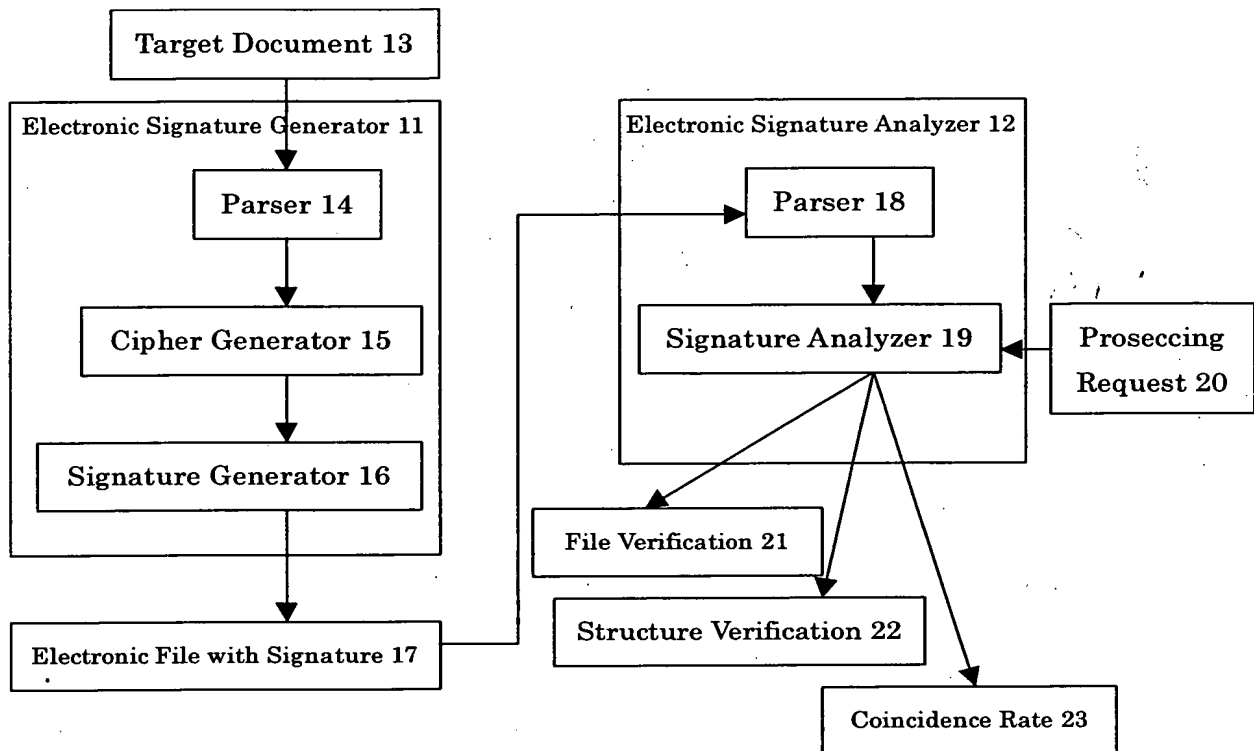 Target Document 13
Electronic Signature Generator 11
Parser 14
Cipher Generator 15
Signature Generator 16
Electronic File with Signature 17
Electronic Signature Analyzer 12
Parser 18
Signature Analyzer 19
Proseccing
Request 20
File Verification 21
Structure Verification 22
Coincidence Rate 23